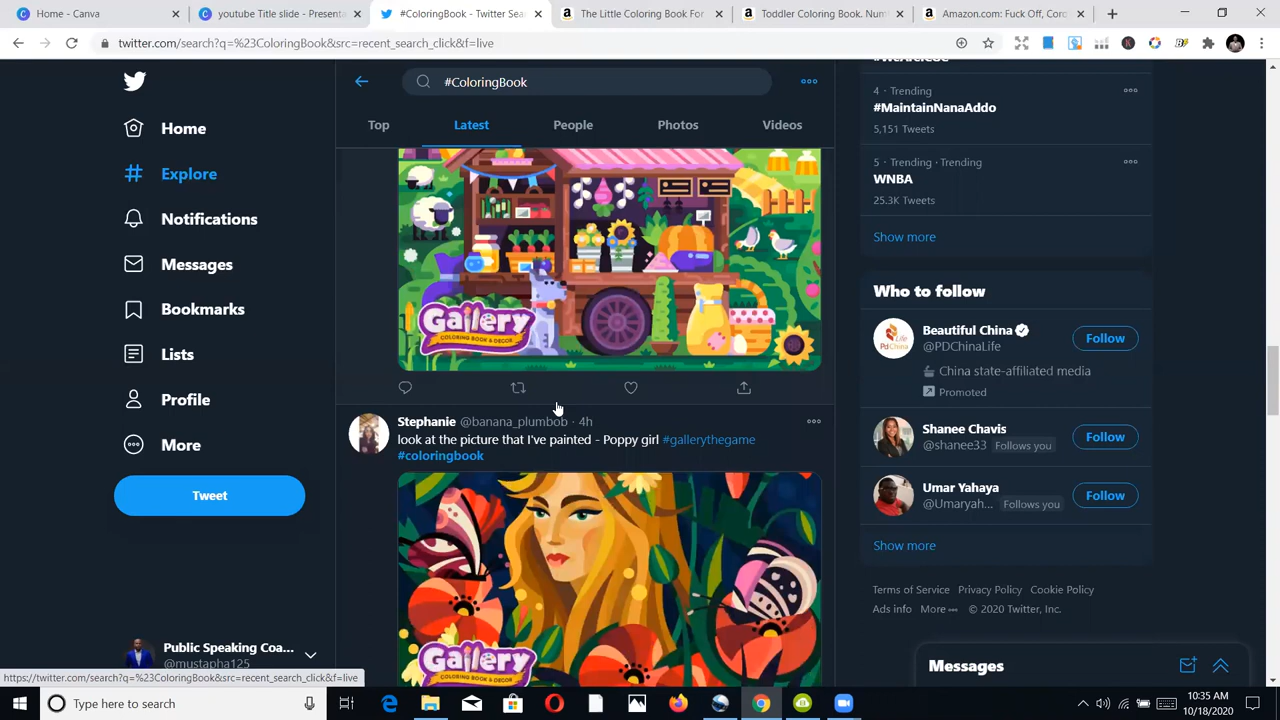 Home - Canva
youtube Title slide - Presenta
#ColoringBook - Twitter Sea
The Little Coloring Book For
Toddler Coloring Book. Num
Amazon.com: Fuck Off, Coro
twitter.com/search?q=%23ColoringBook&src=recent_search_click&f=live
Home
Explore
Notifications
Messages
Bookmarks
Lists
Profile
More
Tweet
Public Speaking Coa...
@mustapha125
https://twitter.com/search?q=%23ColoringBook&src=recent_search_click&f=live
#ColoringBook
Top
Latest
People
Photos
Videos
Gallery
COLORING BOOK & DECOR
Stephanie @banana_plumbob · 4h
look at the picture that I've painted - Poppy girl #gallerythegame
#coloringbook
Gallery
COLORING BOOK & DECOR
4 · Trending
#MaintainNanaAddo
5,151 Tweets
5 · Trending · Trending
WNBA
25.3K Tweets
Show more
Who to follow
Beautiful China
@PDChinaLife
Follow
China state-affiliated media
Promoted
Shanee Chavis
@shanee33 Follows you
Follow
Umar Yahaya
@Umaryah... Follows you
Follow
Show more
Terms of Service Privacy Policy Cookie Policy
Ads info More © 2020 Twitter, Inc.
Messages
Type here to search
10:35 AM
10/18/2020